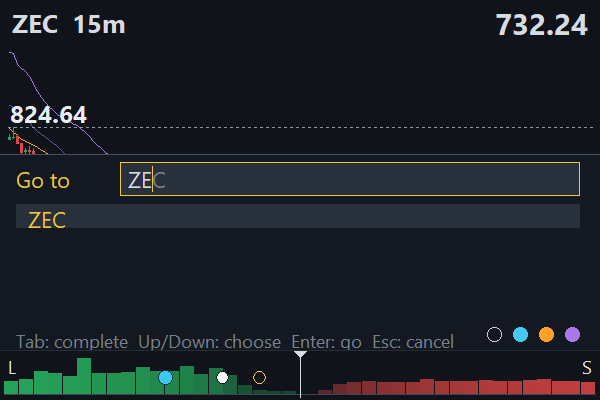 ZEC 15m 732.24
824.64
Go to ZEC
ZEC
Tab: complete Up/Down: choose Enter: go Esc: cancel
L S